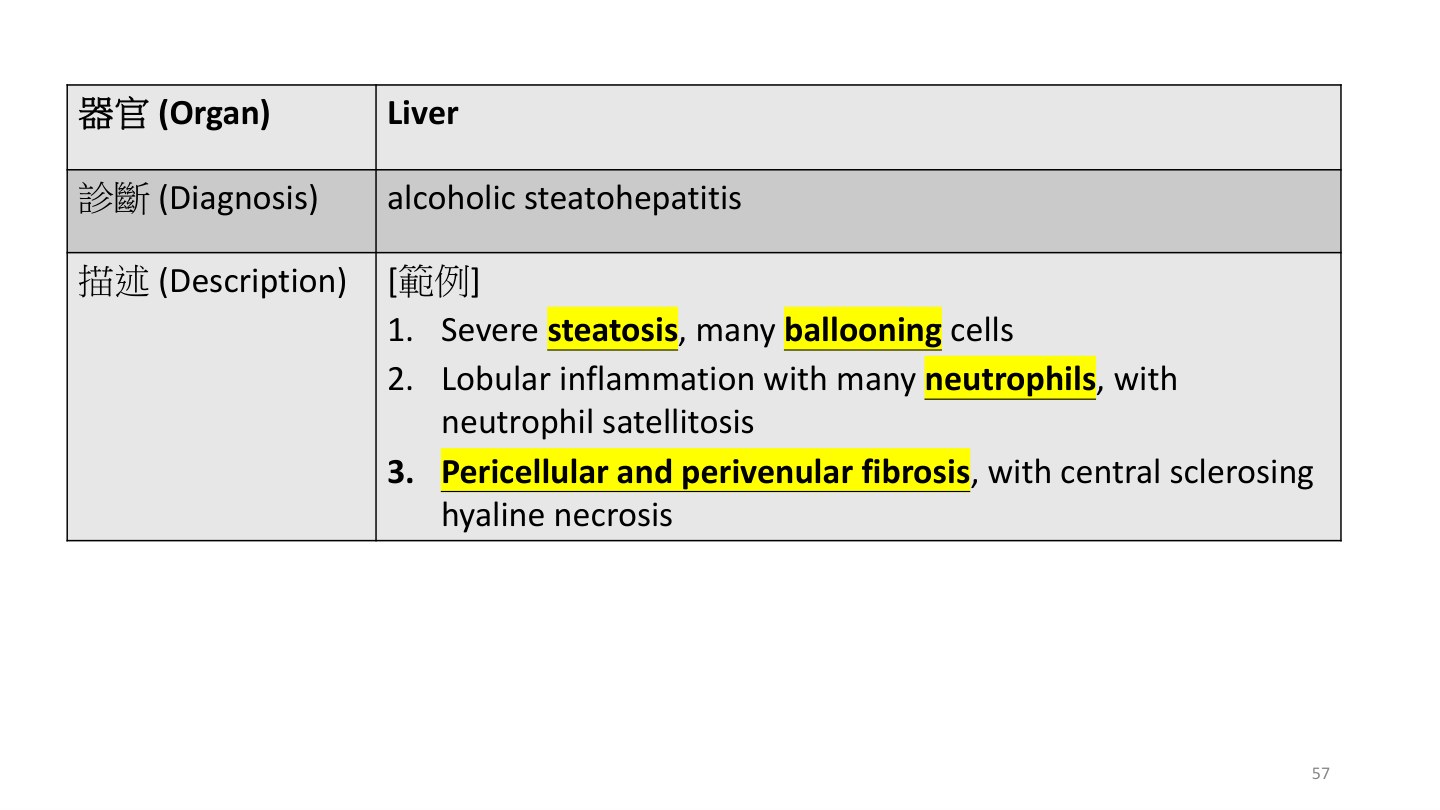 器官 (Organ)
Liver
診斷 (Diagnosis)
alcoholic steatohepatitis
描述 (Description)
[範例]
1. Severe steatosis, many ballooning cells
2. Lobular inflammation with many neutrophils, with
neutrophil satellitosis
3. Pericellular and perivenular fibrosis, with central sclerosing
hyaline necrosis
57